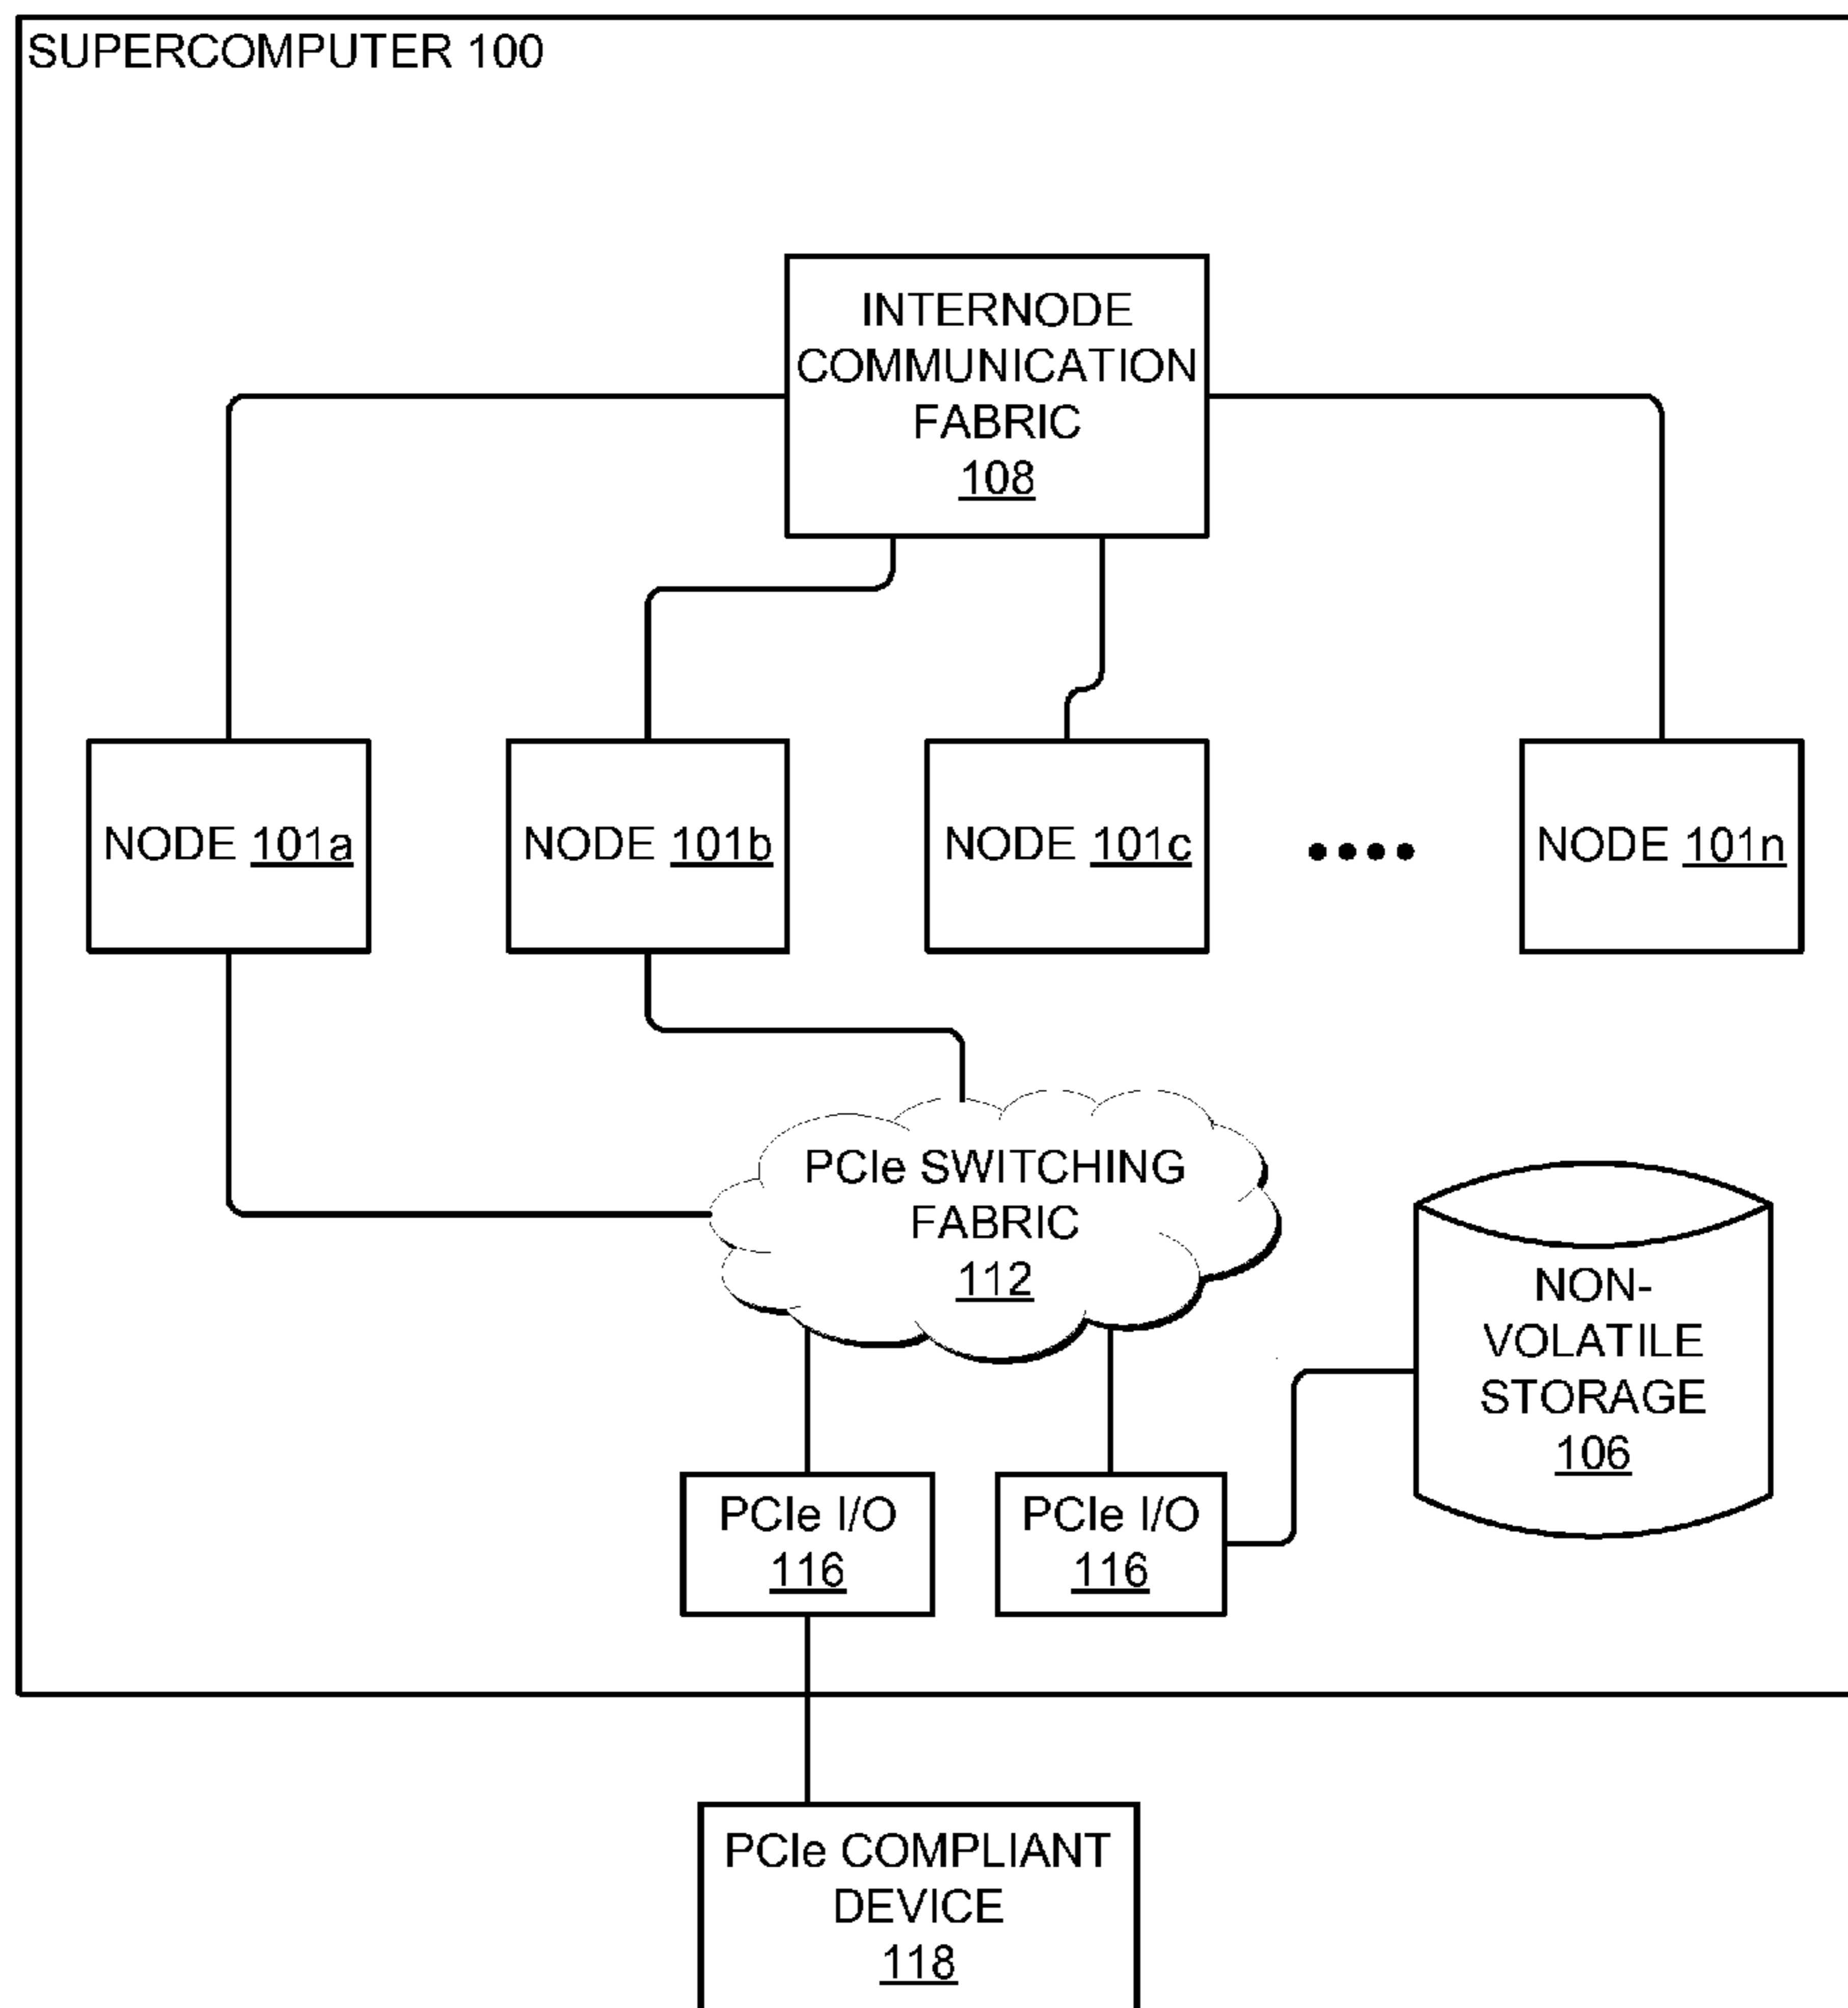 SUPERCOMPUTER 100
INTERNODE
COMMUNICATION
FABRIC
108
NODE 101a
NODE 101b
NODE 101c
NODE 101n
PCIe SWITCHING
FABRIC
112
NON-
VOLATILE
STORAGE
106
PCIe I/O
116
PCIe I/O
116
PCIe COMPLIANT
DEVICE
118